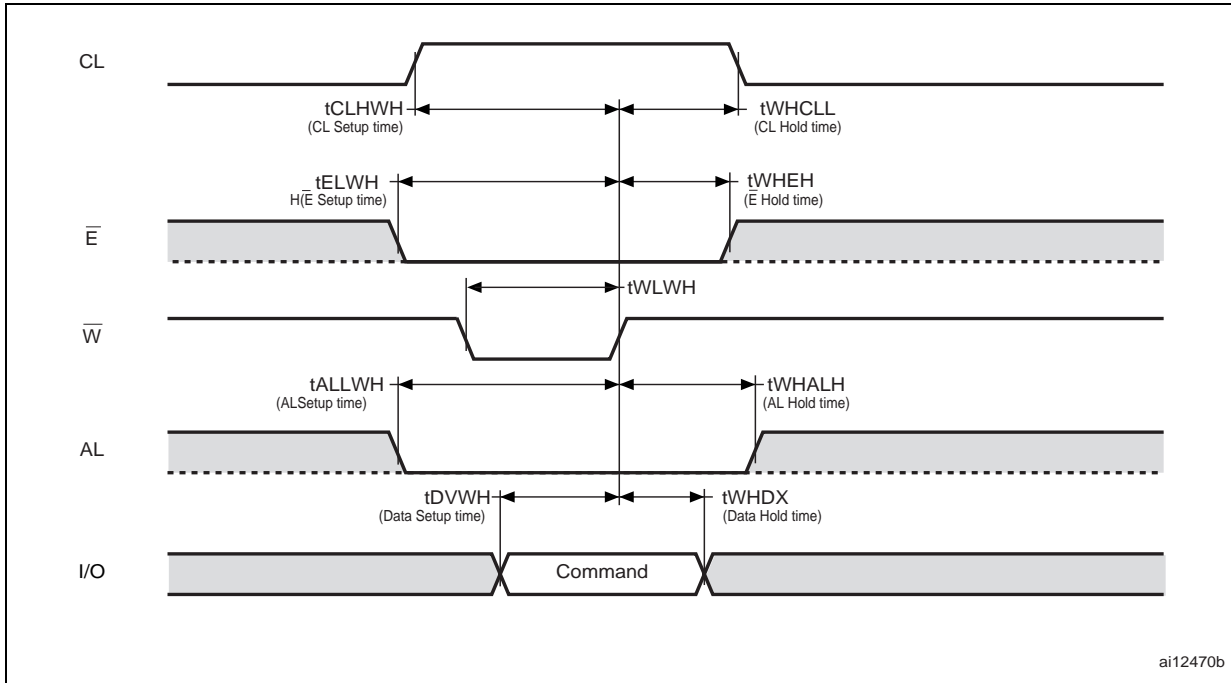 CL
tCLHWH
(CL Setup time)
tWHCLL
(CL Hold time)
tELWH
H(E̅ Setup time)
tWHEH
(E̅ Hold time)
E̅
tWLWH
W̅
tALLWH
(ALSetup time)
tWHALH
(AL Hold time)
AL
tDVWH
(Data Setup time)
tWHDX
(Data Hold time)
I/O
Command
ai12470b